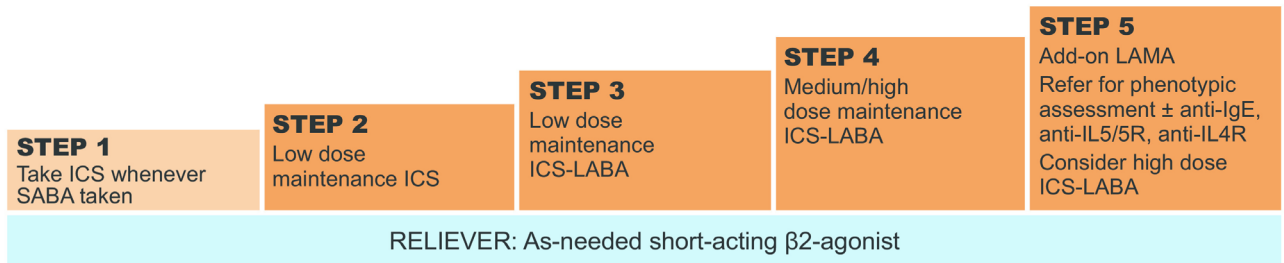 STEP 1
Take ICS whenever
SABA taken
STEP 2
Low dose
maintenance ICS
STEP 3
Low dose
maintenance
ICS-LABA
STEP 4
Medium/high
dose maintenance
ICS-LABA
STEP 5
Add-on LAMA
Refer for phenotypic
assessment ± anti-IgE,
anti-IL5/5R, anti-IL4R
Consider high dose
ICS-LABA
RELIEVER: As-needed short-acting β2-agonist